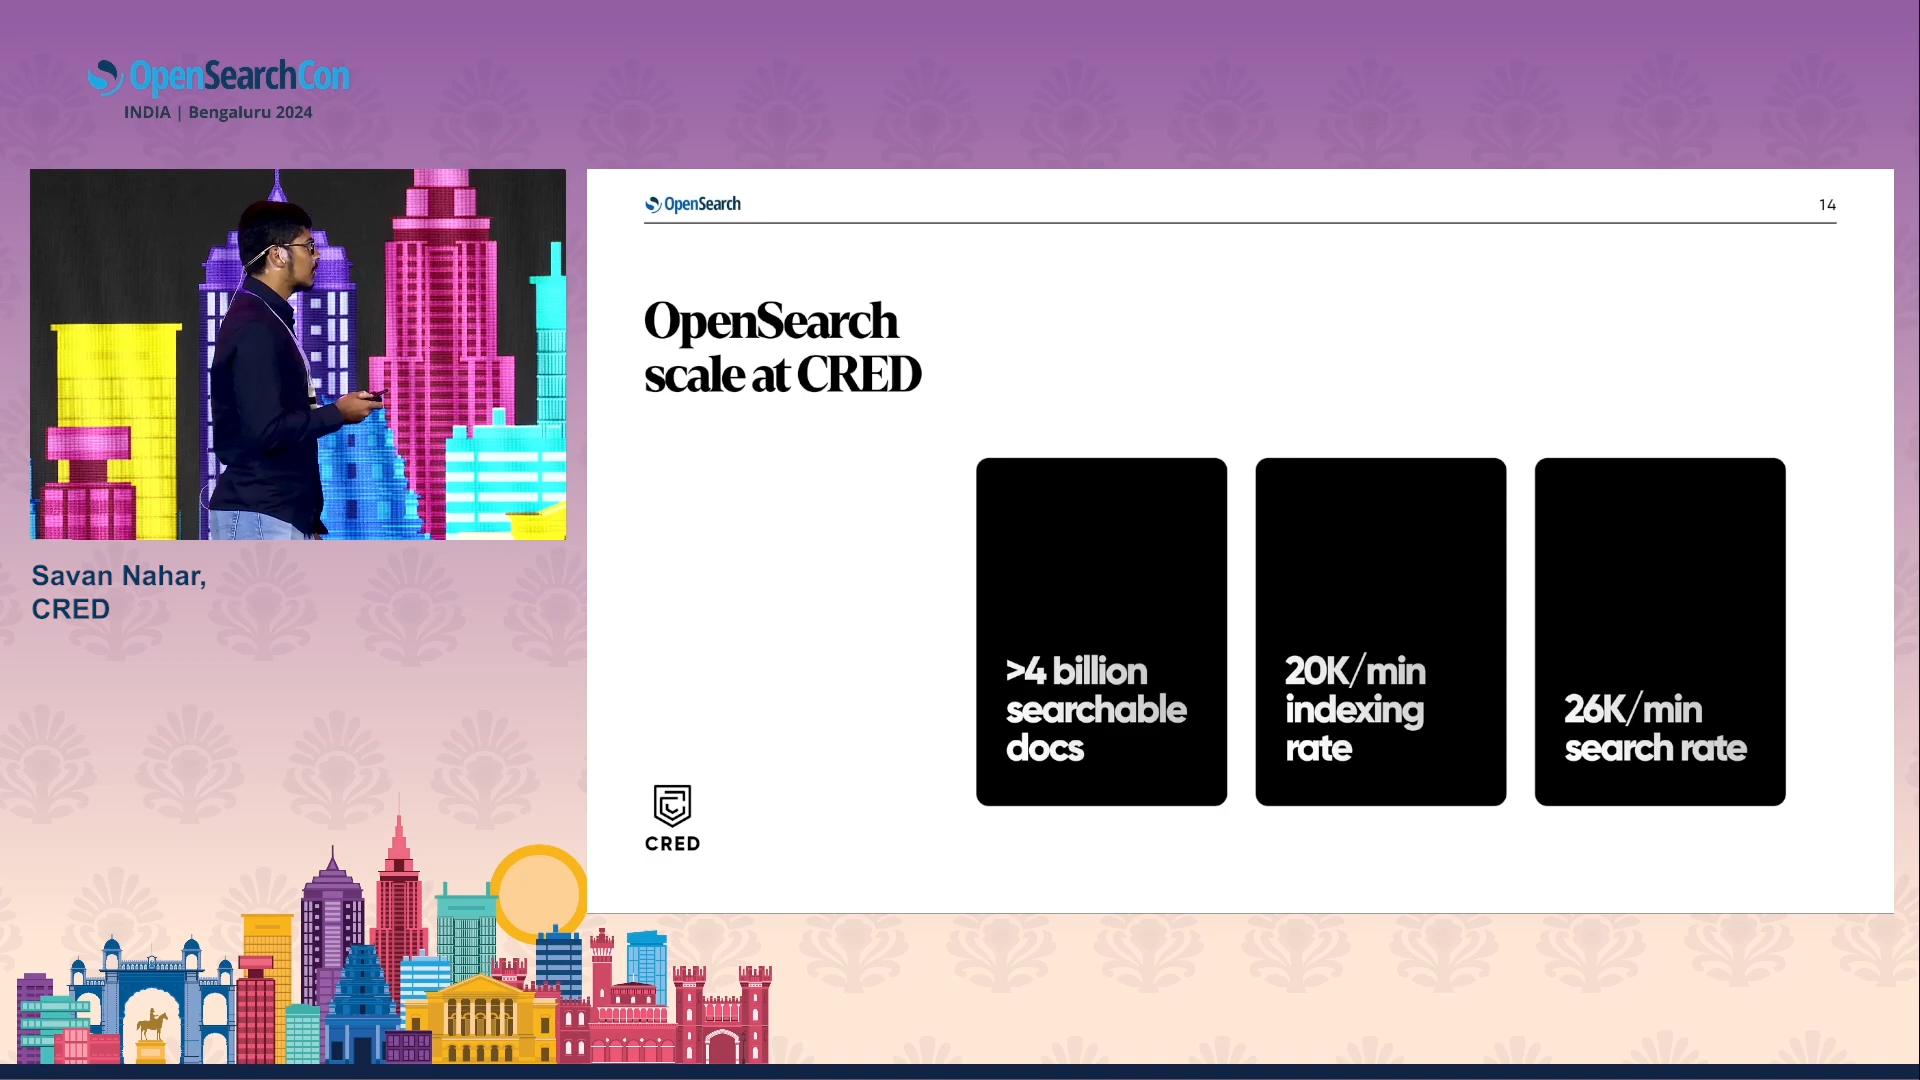 OpenSearchCon
INDIA | Bengaluru 2024
Savan Nahar,
CRED
OpenSearch
14
OpenSearch
scale at CRED
>4 billion
searchable
docs
20K/min
indexing
rate
26K/min
search rate
CRED